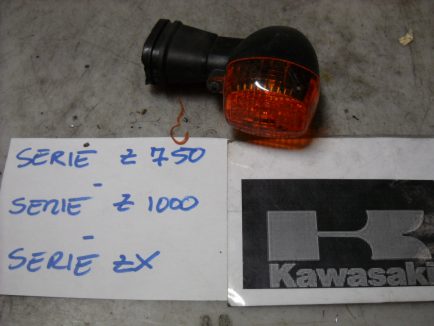 SERIE Z 750
-
SERIE Z 1000
-
SERIE ZX
Kawasaki